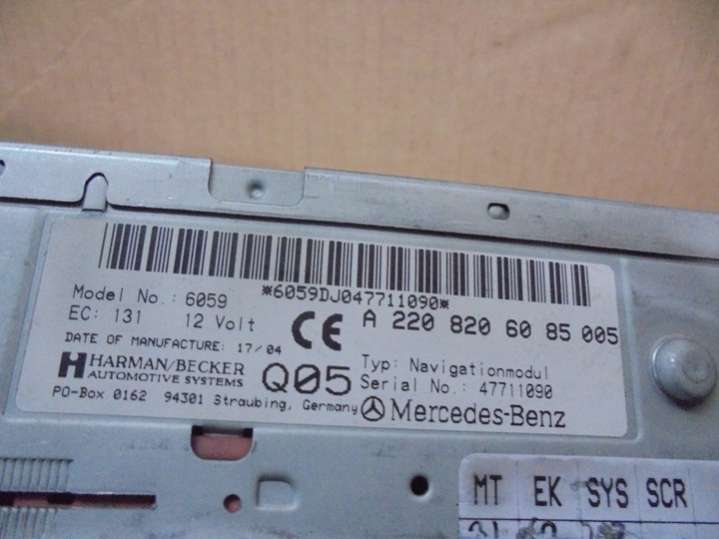 *6059DJ047711090*
Model No.: 6059
EC: 131 12 Volt
CE A 220 820 60 85 005
DATE OF MANUFACTURE: 17/04
HARMAN/BECKER
AUTOMOTIVE SYSTEMS
Q05
Typ: Navigationmodul
Serial No.: 47711090
PO-Box 0162 94301 Straubing, Germany
Mercedes-Benz
MT EK SYS SCR